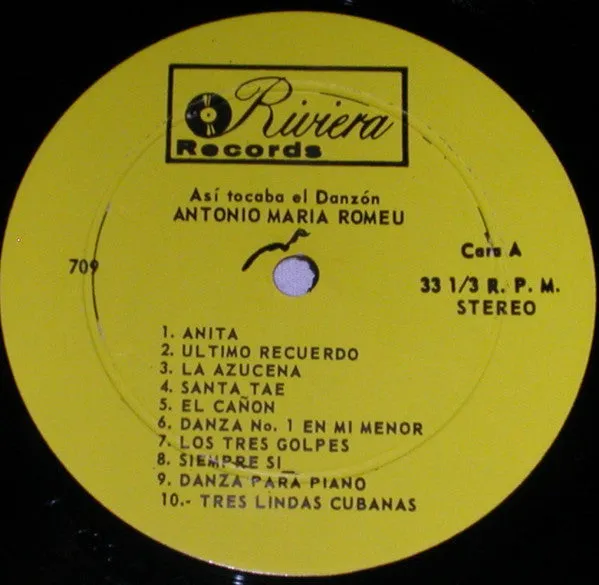 Riviera
Records
Así tocaba el Danzón
ANTONIO MARIA ROMEU
Cara A
709
33 1/3 R. P. M.
STEREO
1. ANITA
2. ULTIMO RECUERDO
3. LA AZUCENA
4. SANTA TAE
5. EL CAÑON
6. DANZA No. 1 EN MI MENOR
7. LOS TRES GOLPES
8. SIEMPRE SI_
9. DANZA PARA PIANO
10.- TRES LINDAS CUBANAS